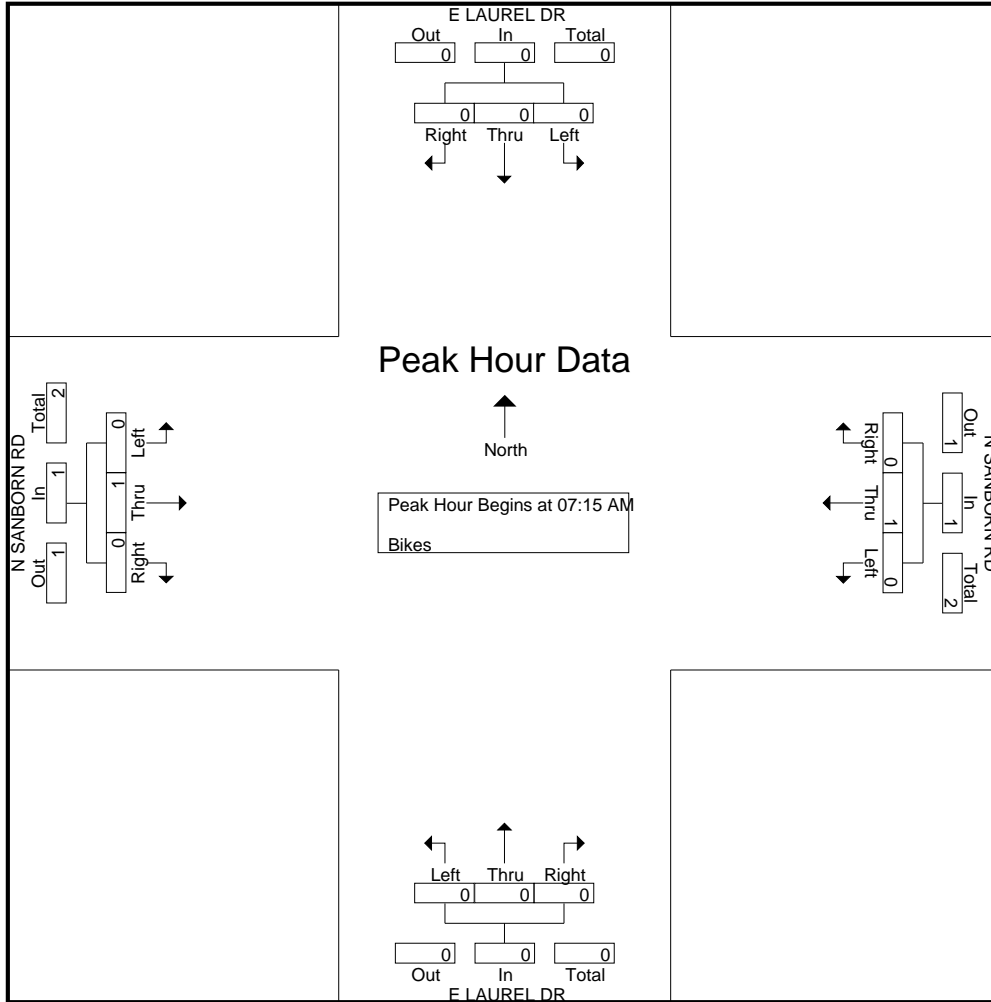 E LAUREL DR
Out In Total
0 0 0
0 0 0
Right Thru Left
Peak Hour Data
North
Peak Hour Begins at 07:15 AM
Bikes
N SANBORN RD
Total In Out
2 1 1
0 1 0
Left Thru Right
N SANBORN RD
Out In Total
1 1 2
0 1 0
Right Thru Left
Left Thru Right
0 0 0
0 0 0
Out In Total
E LAUREL DR